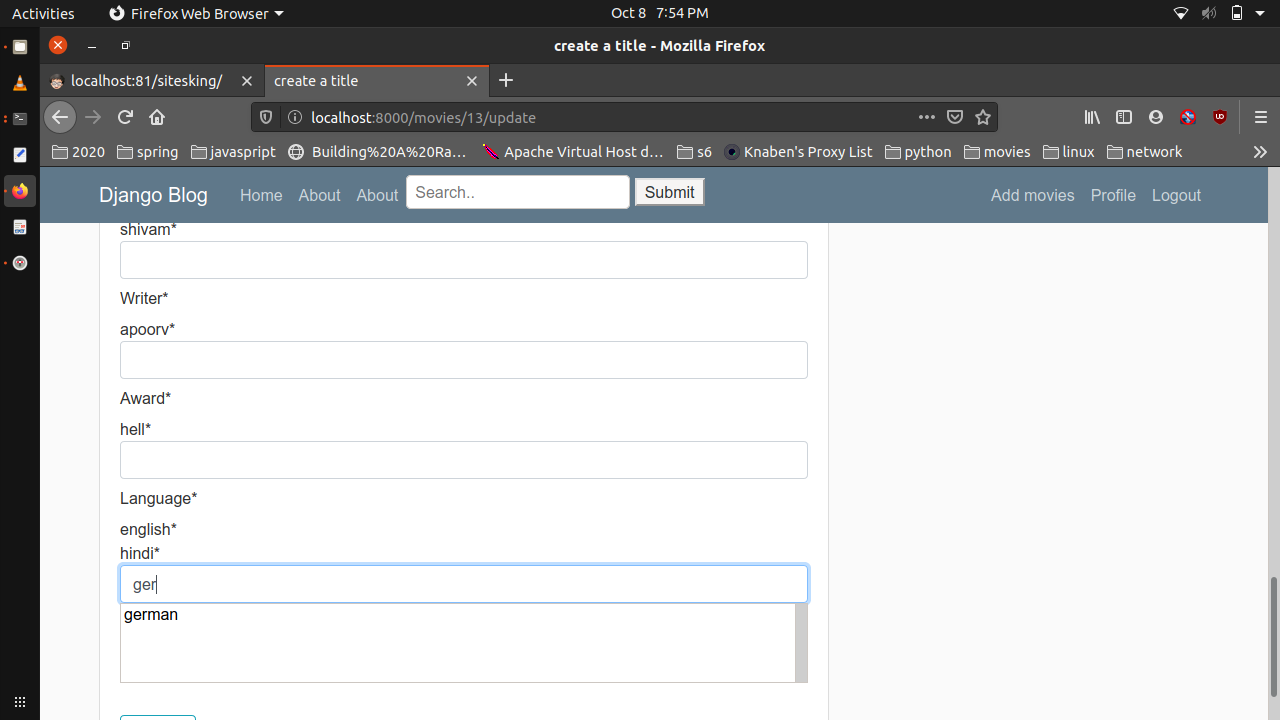 Activities Firefox Web Browser Oct 8 7:54 PM
create a title - Mozilla Firefox
localhost:81/sitesking/ create a title
localhost:8000/movies/13/update
2020 spring javascript Building%20A%20Ra… Apache Virtual Host d… s6 Knaben's Proxy List python movies linux network
Django Blog Home About About Search.. Submit Add movies Profile Logout
shivam*
Writer*
apoorv*
Award*
hell*
Language*
english*
hindi*
ger
german